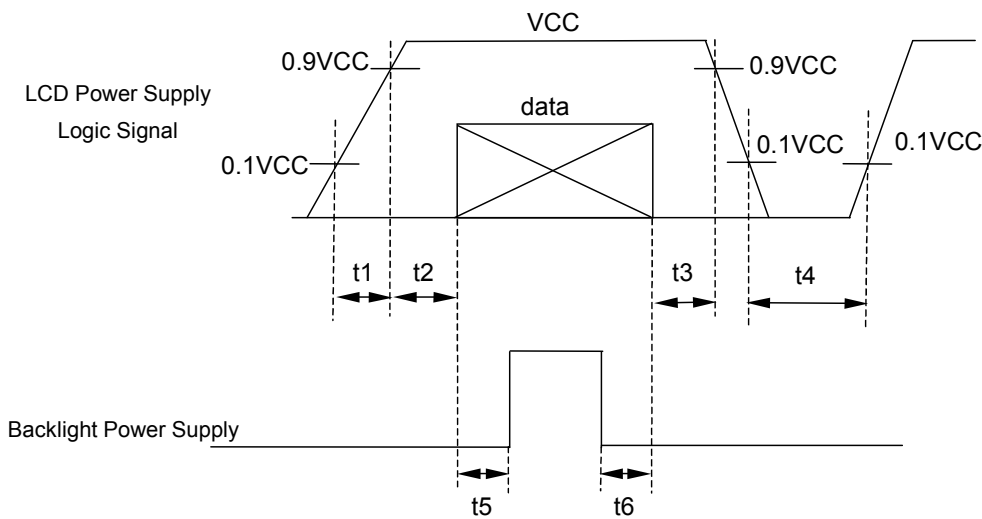 VCC
0.9VCC
0.9VCC
LCD Power Supply
Logic Signal
data
0.1VCC
0.1VCC
0.1VCC
t1
t2
t3
t4
Backlight Power Supply
t5
t6